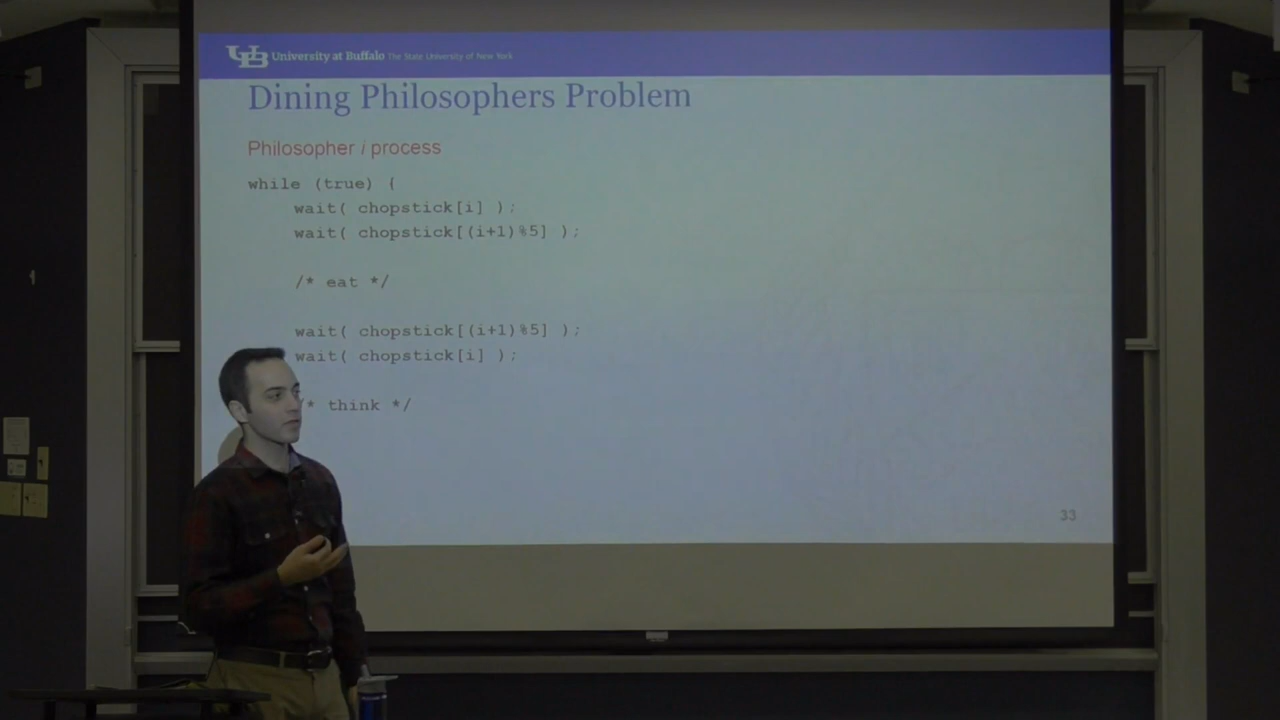 University at Buffalo The State University of New York
Dining Philosophers Problem
Philosopher i process
while (true) {
wait( chopstick[i] );
wait( chopstick[(i+1)%5] );
/* eat */
wait( chopstick[(i+1)%5] );
wait( chopstick[i] );
* think */
33